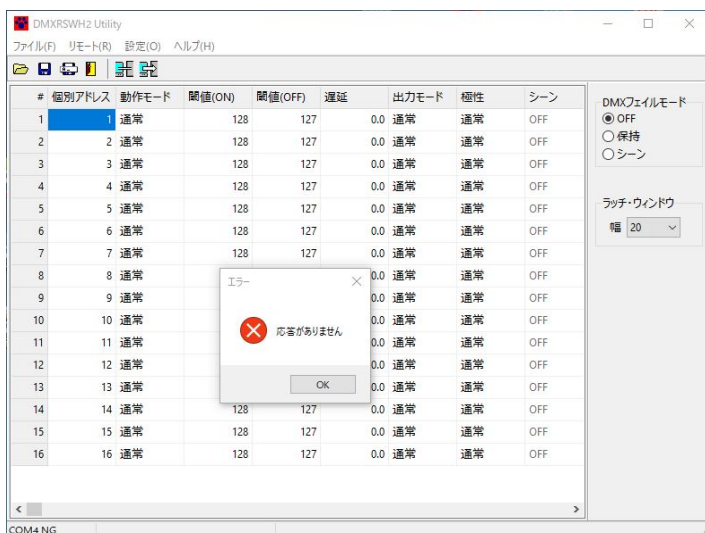 DMXRSWH2 Utility
ファイル(F) リモート(R) 設定(O) ヘルプ(H)
# 個別アドレス 動作モード 閾値(ON) 閾値(OFF) 遅延 出力モード 極性 シーン
1 1 通常 128 127 0.0 通常 通常 OFF
2 2 通常 128 127 0.0 通常 通常 OFF
3 3 通常 128 127 0.0 通常 通常 OFF
4 4 通常 128 127 0.0 通常 通常 OFF
5 5 通常 128 127 0.0 通常 通常 OFF
6 6 通常 128 127 0.0 通常 通常 OFF
7 7 通常 128 127 0.0 通常 通常 OFF
8 8 通常 0.0 通常 通常 OFF
9 9 通常 0.0 通常 通常 OFF
10 10 通常 0.0 通常 通常 OFF
11 11 通常 0.0 通常 通常 OFF
12 12 通常 0.0 通常 通常 OFF
13 13 通常 0.0 通常 通常 OFF
14 14 通常 128 127 0.0 通常 通常 OFF
15 15 通常 128 127 0.0 通常 通常 OFF
16 16 通常 128 127 0.0 通常 通常 OFF
エラー
応答がありません
OK
DMXフェイルモード
OFF
保持
シーン
ラッチ・ウィンドウ
幅 20
COM4 NG